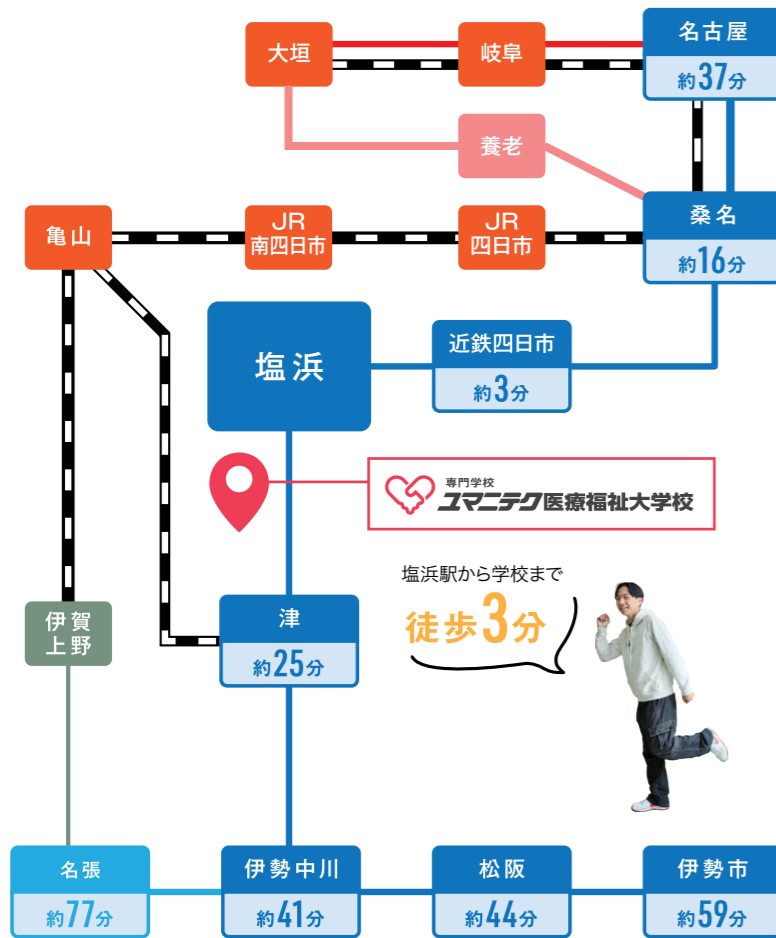 大垣
岐阜
名古屋
約37分
養老
亀山
JR
南四日市
JR
四日市
桑名
約16分
塩浜
近鉄四日市
約3分
専門学校
ユマニテク医療福祉大学校
塩浜駅から学校まで
徒歩3分
伊賀
上野
津
約25分
名張
約77分
伊勢中川
約41分
松阪
約44分
伊勢市
約59分